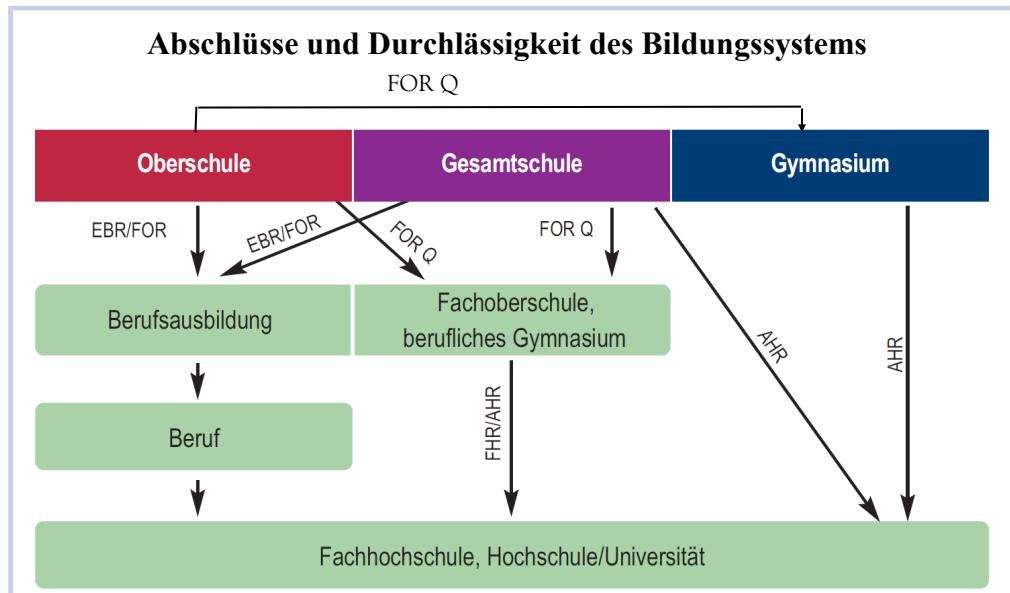 Abschlüsse und Durchlässigkeit des Bildungssystems
FOR Q
Oberschule
Gesamtschule
Gymnasium
EBR/FOR
EBR/FOR
FOR Q
FOR Q
Berufsausbildung
Fachoberschule,
berufliches Gymnasium
AHR
AHR
Beruf
FHR/AHR
Fachhochschule, Hochschule/Universität